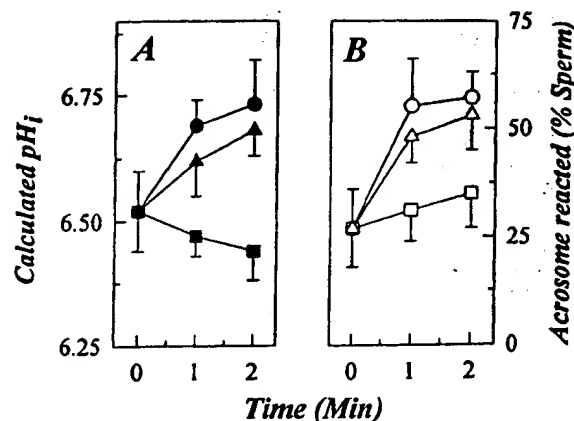 A
B
Calculated pHi
6.75
6.50
6.25
0 1 2
0 1 2
Time (Min)
75
50
25
0
Acrosome reacted (% Sperm)